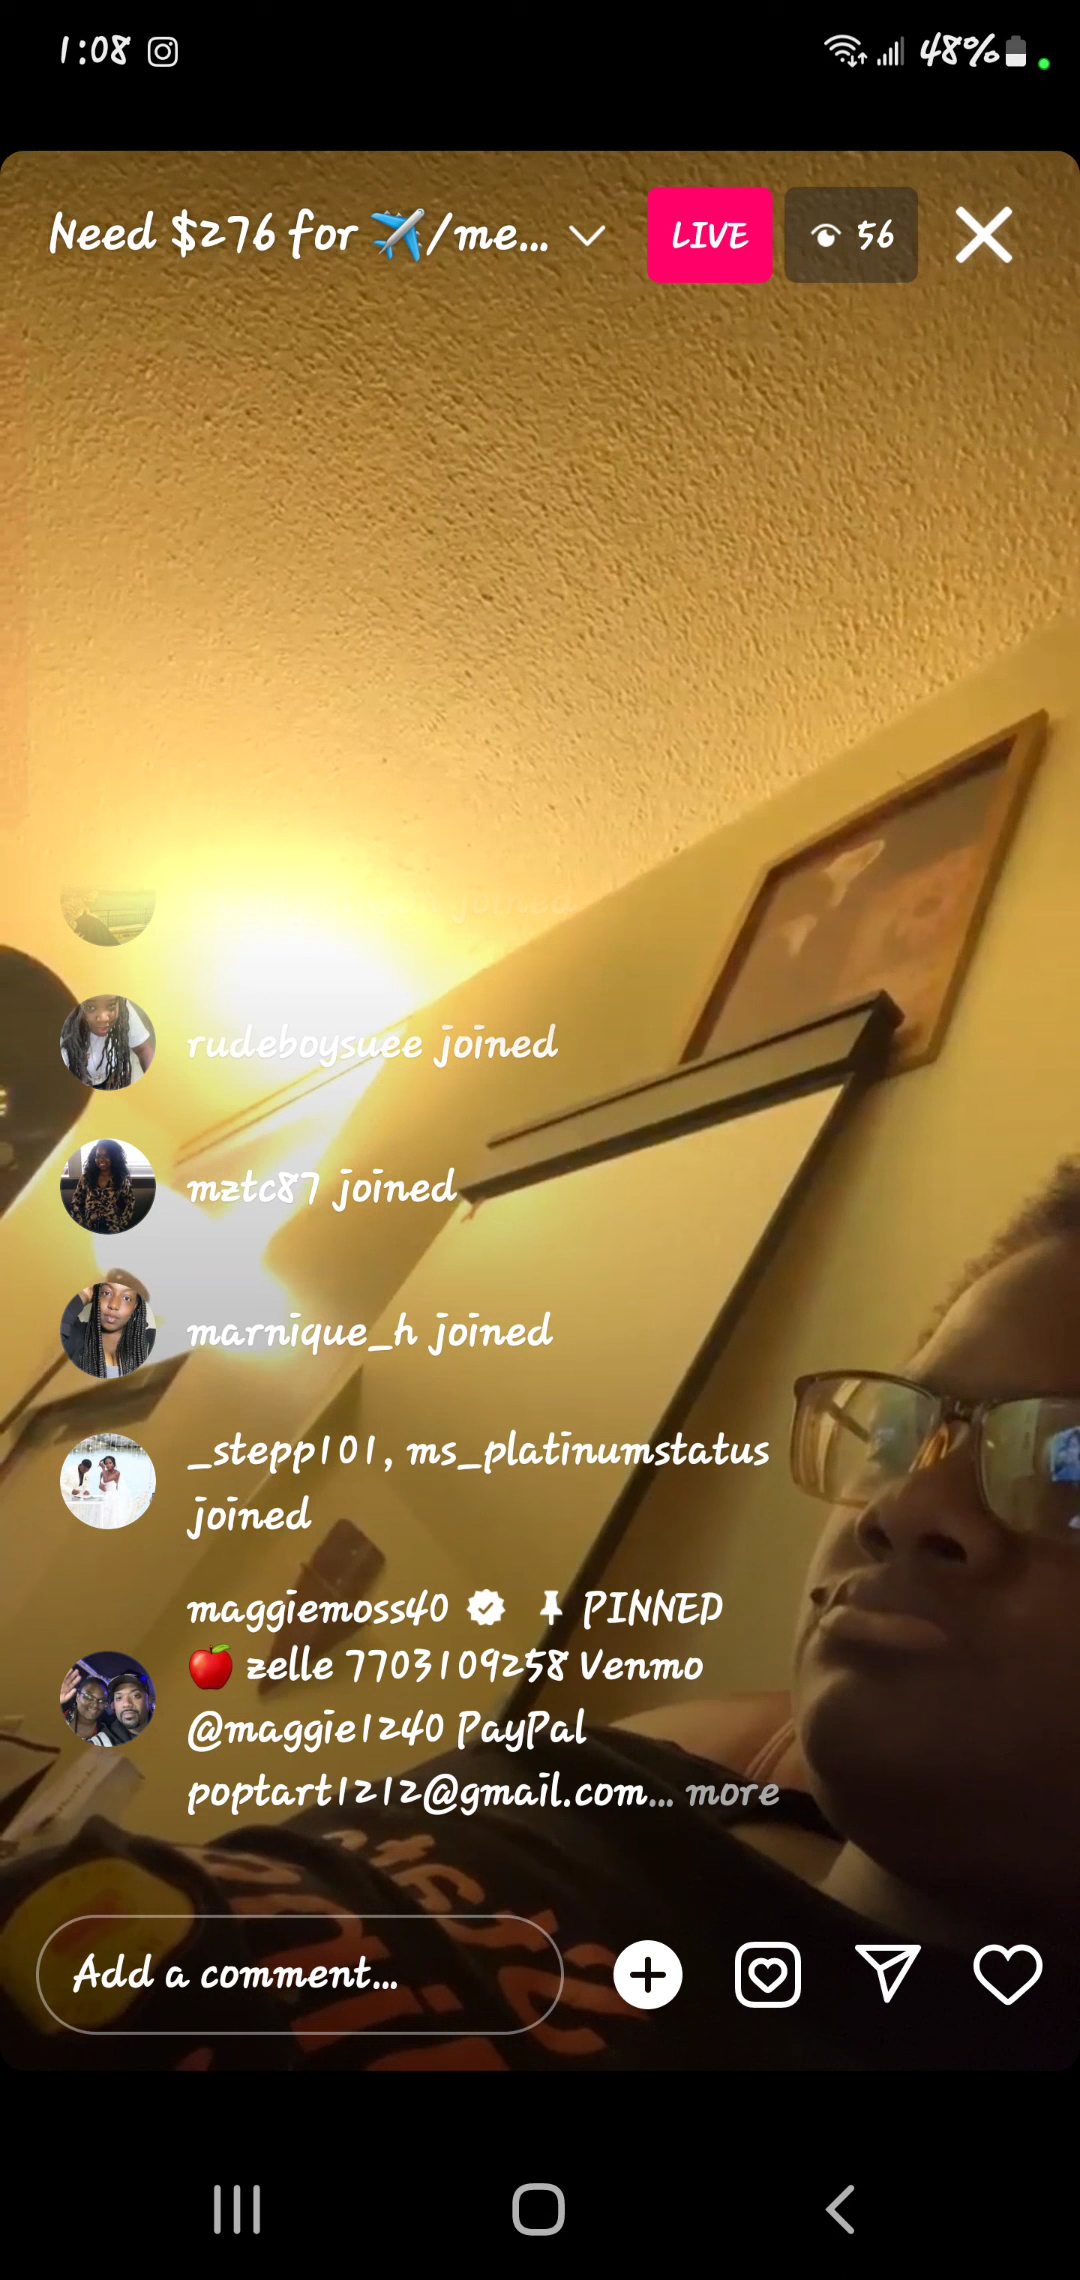 1:08
48%
Need $276 for ✈️/me...
LIVE
56
joined
rudeboysuee joined
mztc87 joined
marnique_h joined
_stepp101, ms_platinumstatus
joined
maggiemoss40 PINNED
🍎 zelle 7703109258 Venmo
@maggie1240 PayPal
poptart1212@gmail.com... more
Add a comment...